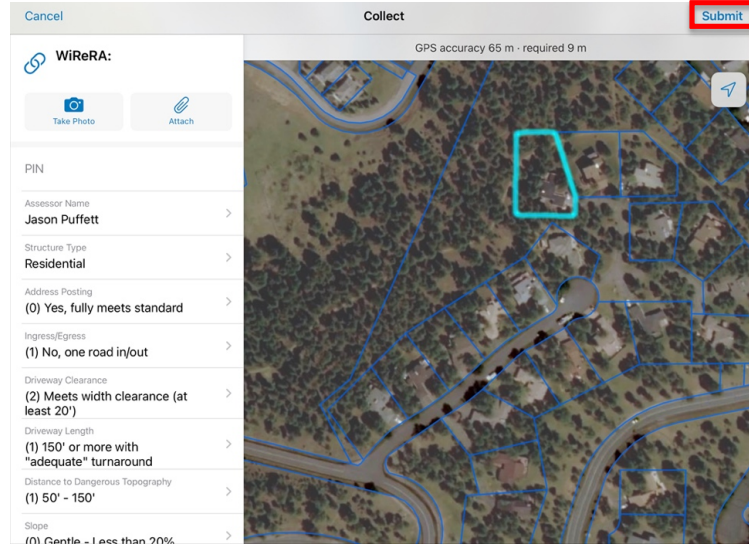 Cancel
Collect
Submit
GPS accuracy 65 m · required 9 m
WiReRA:
Take Photo
Attach
PIN
Assessor Name
Jason Puffett
Structure Type
Residential
Address Posting
(0) Yes, fully meets standard
Ingress/Egress
(1) No, one road in/out
Driveway Clearance
(2) Meets width clearance (at
least 20')
Driveway Length
(1) 150' or more with
"adequate" turnaround
Distance to Dangerous Topography
(1) 50' - 150'
Slope
(0) Gentle - Less than 20%